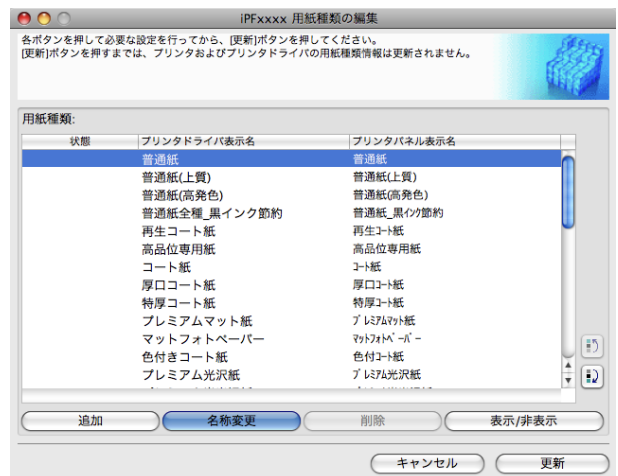 iPFxxxx 用紙種類の編集
各ボタンを押して必要な設定を行ってから、[更新]ボタンを押してください。
[更新]ボタンを押すまでは、プリンタおよびプリンタドライバの用紙種類情報は更新されません。
用紙種類:
状態 プリンタドライバ表示名 プリンタパネル表示名
普通紙 普通紙
普通紙(上質) 普通紙(上質)
普通紙(高発色) 普通紙(高発色)
普通紙全種_黒インク節約 普通紙_黒ｲﾝｸ節約
再生コート紙 再生ｺｰﾄ紙
高品位専用紙 高品位専用紙
コート紙 ｺｰﾄ紙
厚口コート紙 厚口ｺｰﾄ紙
特厚コート紙 特厚ｺｰﾄ紙
プレミアムマット紙 ﾌﾟﾚﾐｱﾑﾏｯﾄ紙
マットフォトペーパー ﾏｯﾄﾌｫﾄﾍﾟｰﾊﾟｰ
色付きコート紙 色付ｺｰﾄ紙
プレミアム光沢紙 ﾌﾟﾚﾐｱﾑ光沢紙
追加 名称変更 削除 表示/非表示
キャンセル 更新